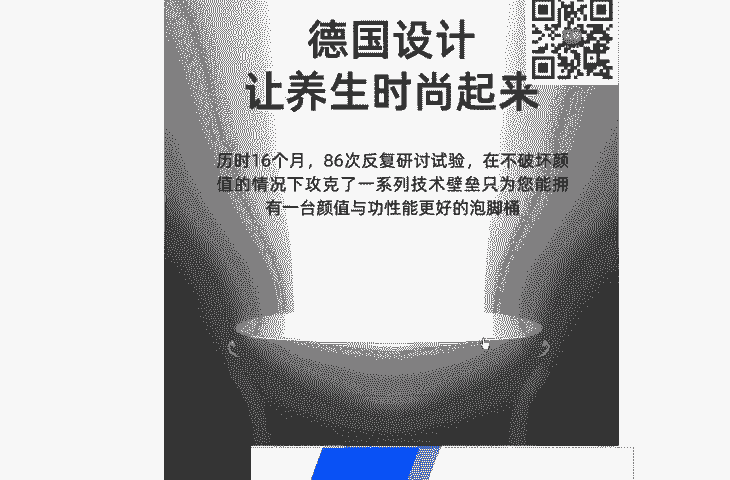 德国设计
让养生时尚起来
历时16个月，86次反复研讨试验，在不破坏颜
值的情况下攻克了一系列技术壁垒只为您能拥
有一台颜值与功性能更好的泡脚桶